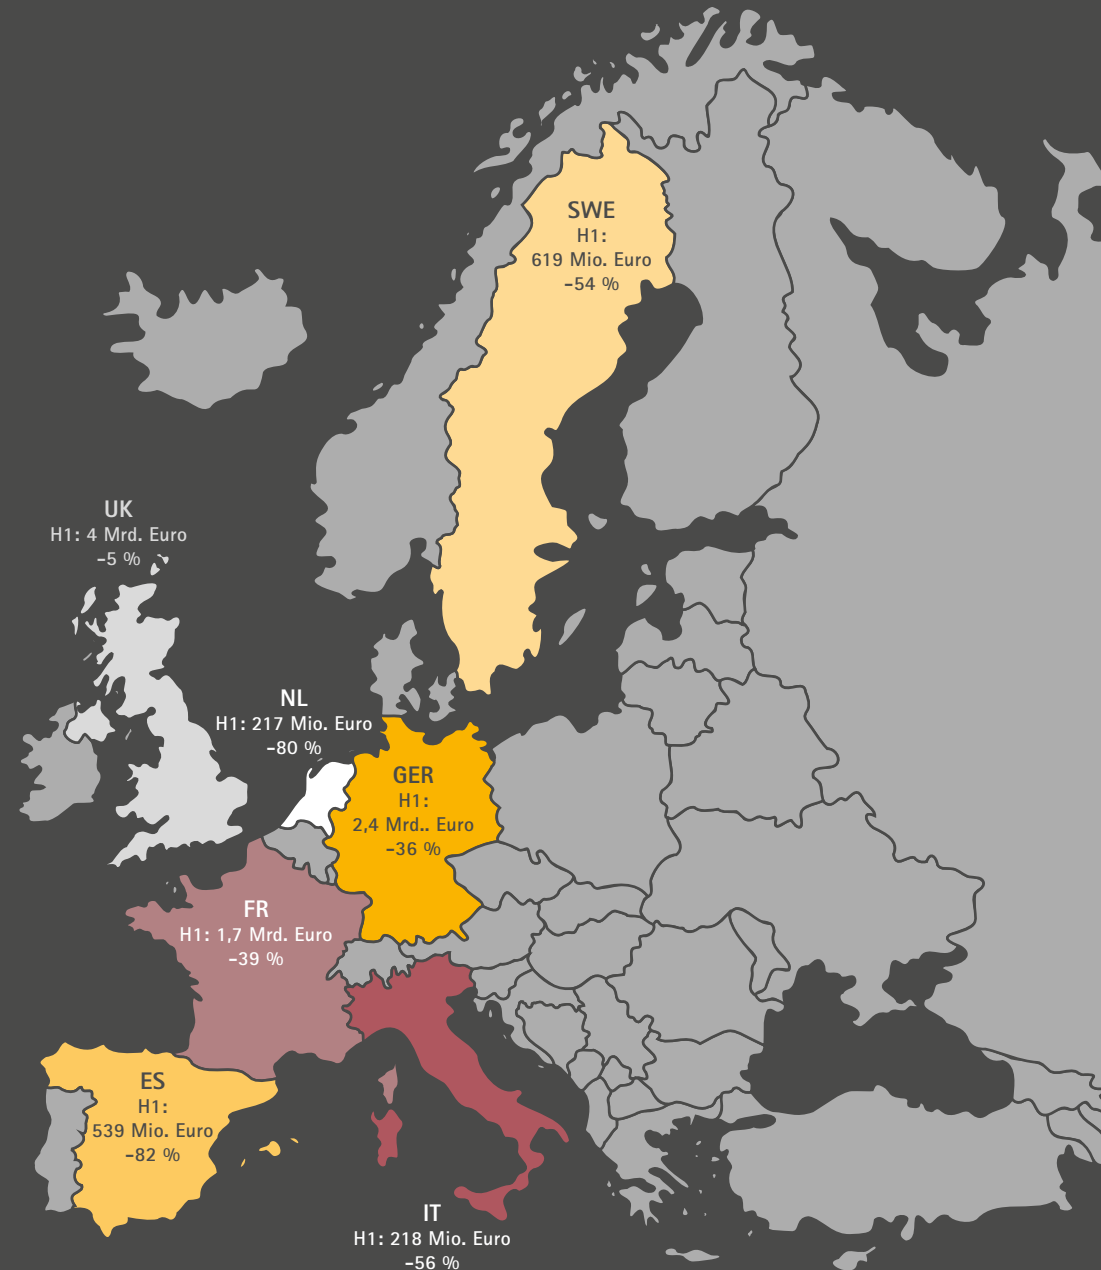 SWE
H1:
619 Mio. Euro
-54 %
UK
H1: 4 Mrd. Euro
-5 %
NL
H1: 217 Mio. Euro
-80 %
GER
H1:
2,4 Mrd.. Euro
-36 %
FR
H1: 1,7 Mrd. Euro
-39 %
ES
H1:
539 Mio. Euro
-82 %
IT
H1: 218 Mio. Euro
-56 %